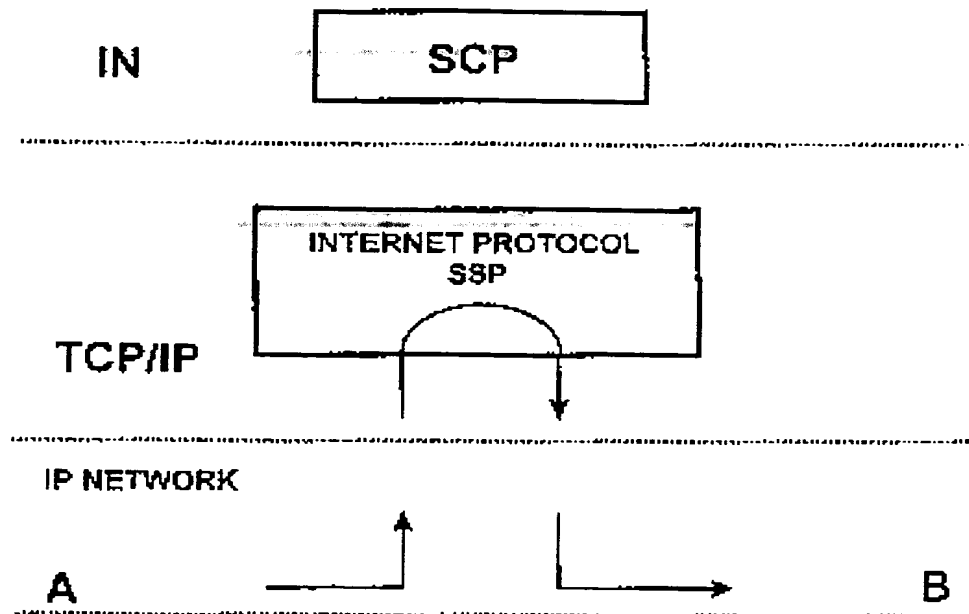 IN
SCP
INTERNET PROTOCOL
SSP
TCP/IP
IP NETWORK
A
B